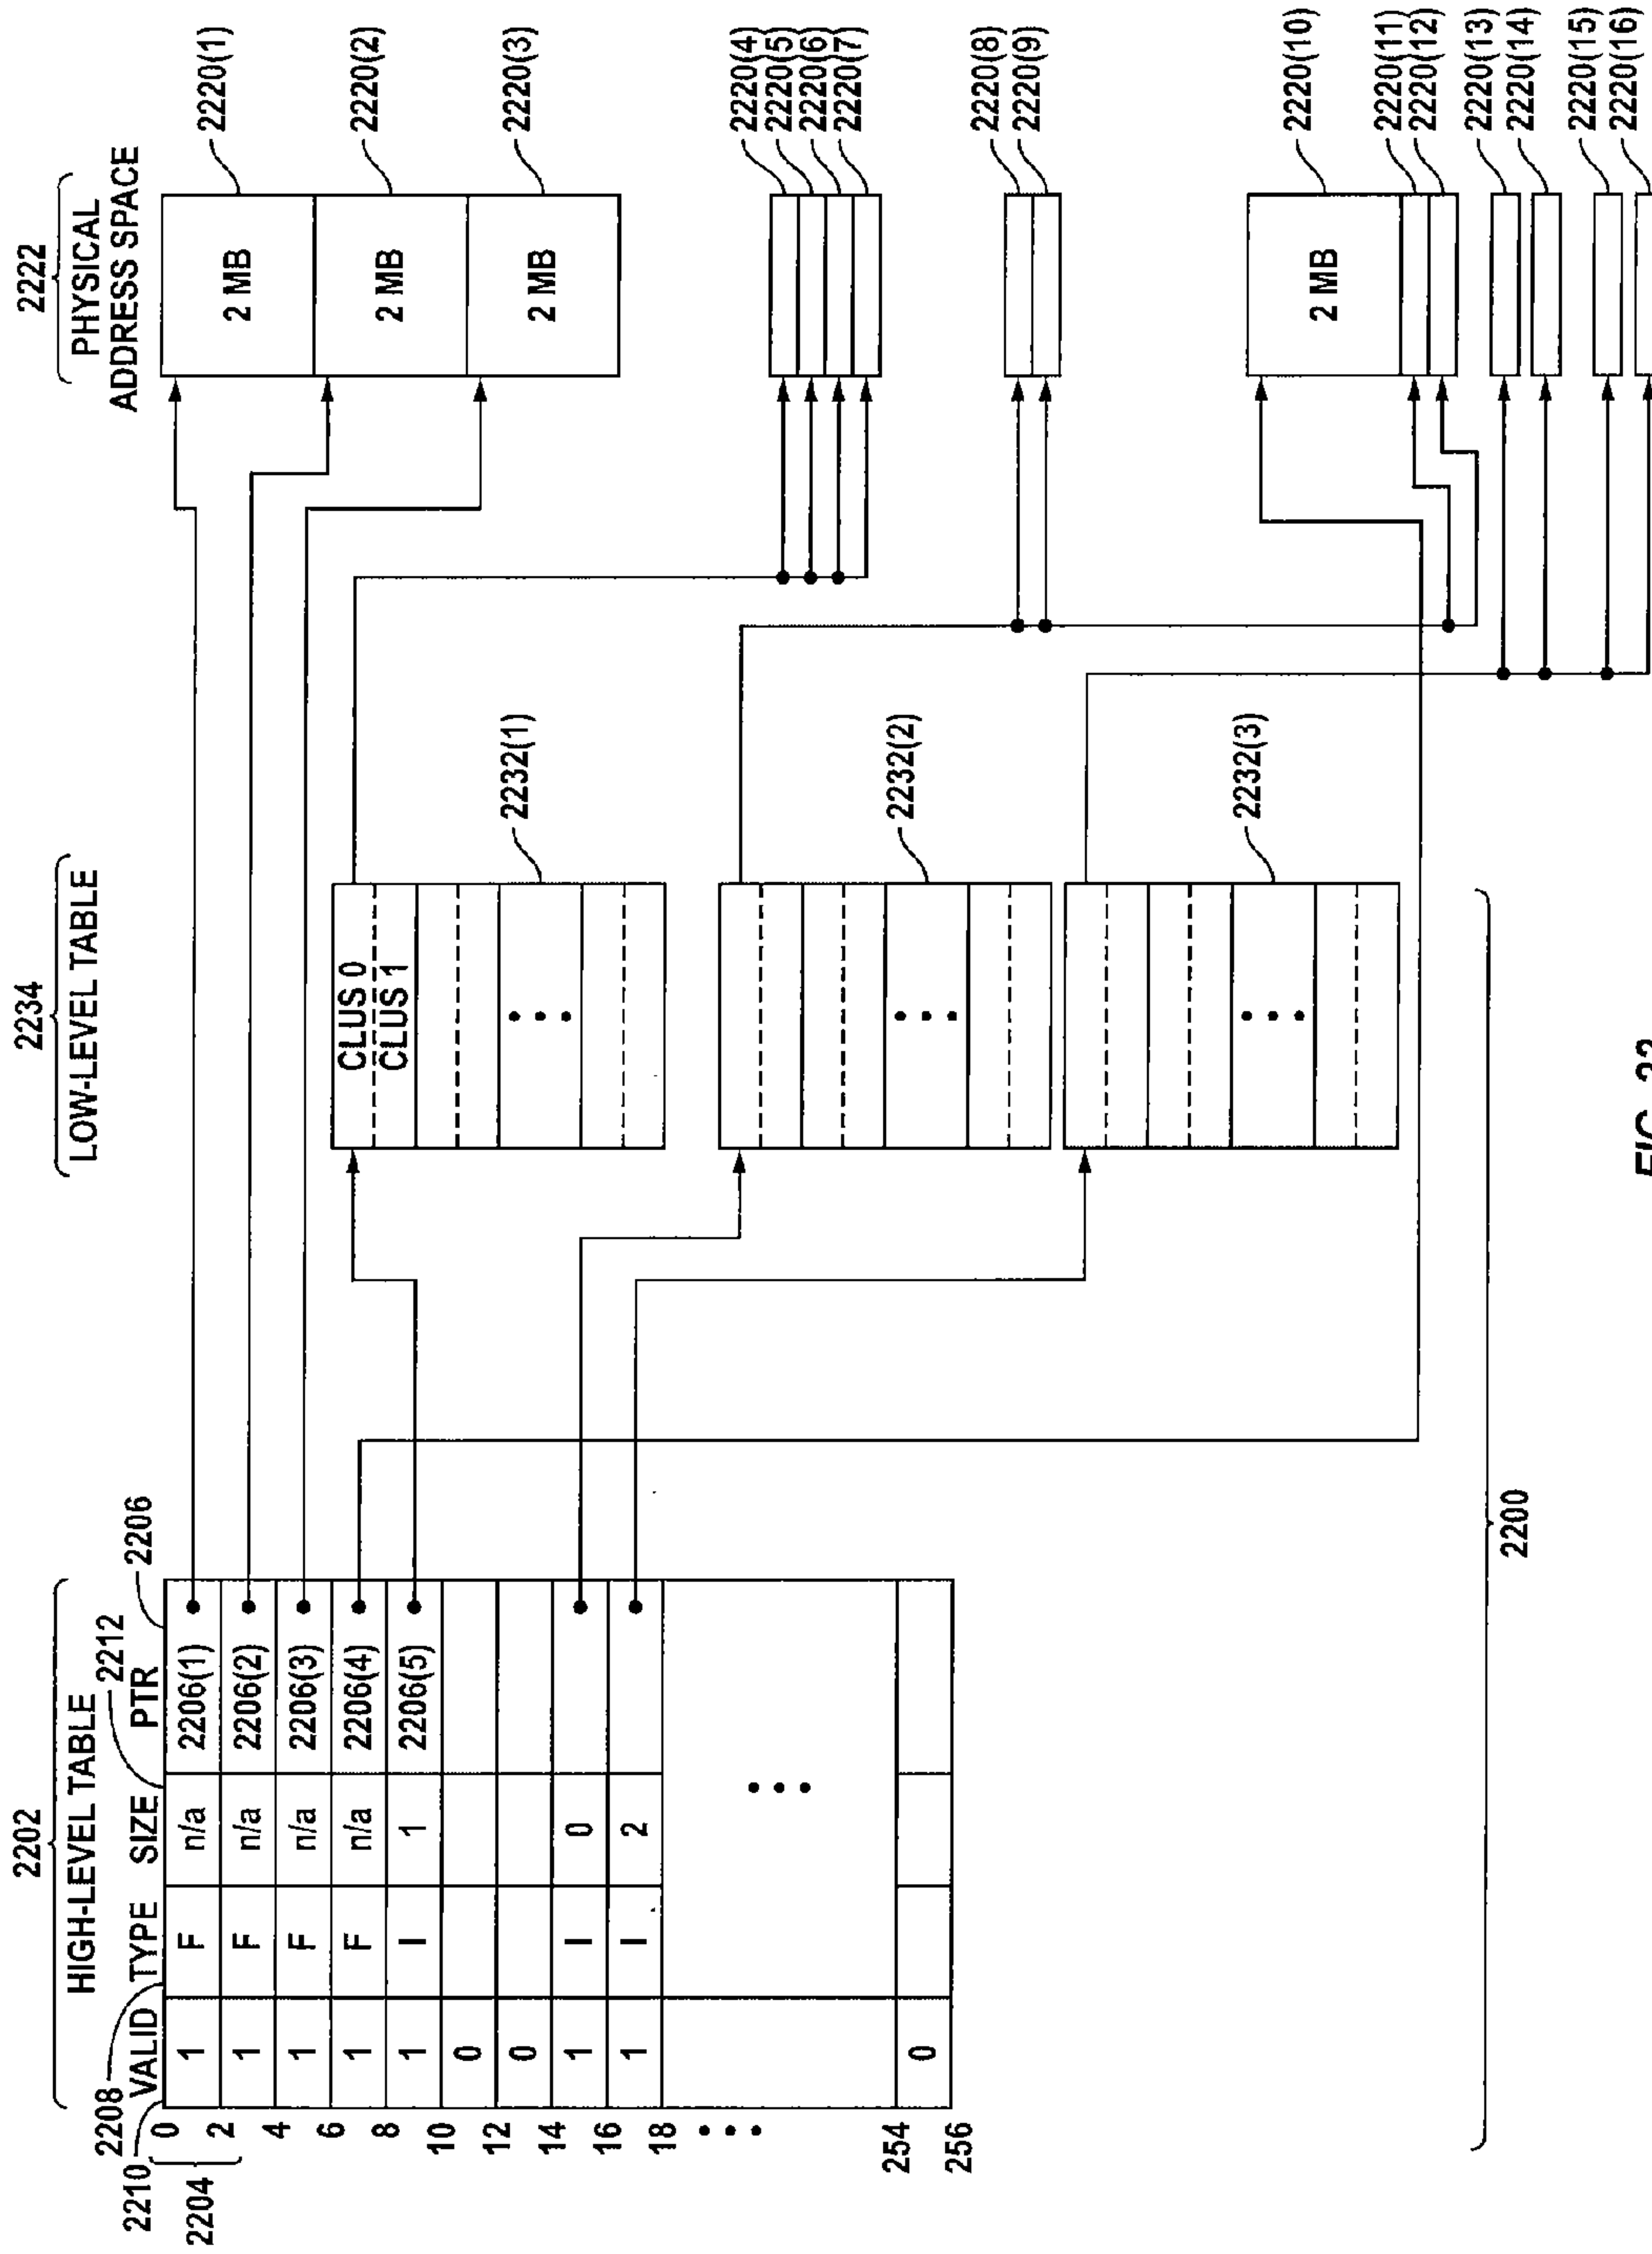 2202
HIGH-LEVEL TABLE
2210
2208
2212
2206
VALID TYPE SIZE PTR
2204
0
1 F n/a 2206(1)
2
1 F n/a 2206(2)
4
1 F n/a 2206(3)
6
1 F n/a 2206(4)
8
1 I 1 2206(5)
10
0
12
0
14
1 I 0
16
1 I 2
18
254
0
256
2200
2234
LOW-LEVEL TABLE
CLUS 0
CLUS 1
2232(1)
2232(2)
2232(3)
2222
PHYSICAL
ADDRESS SPACE
2 MB
2220(1)
2 MB
2220(2)
2 MB
2220(3)
2220(4)
2220(5)
2220(6)
2220(7)
2220(8)
2220(9)
2 MB
2220(10)
2220(11)
2220(12)
2220(13)
2220(14)
2220(15)
2220(16)